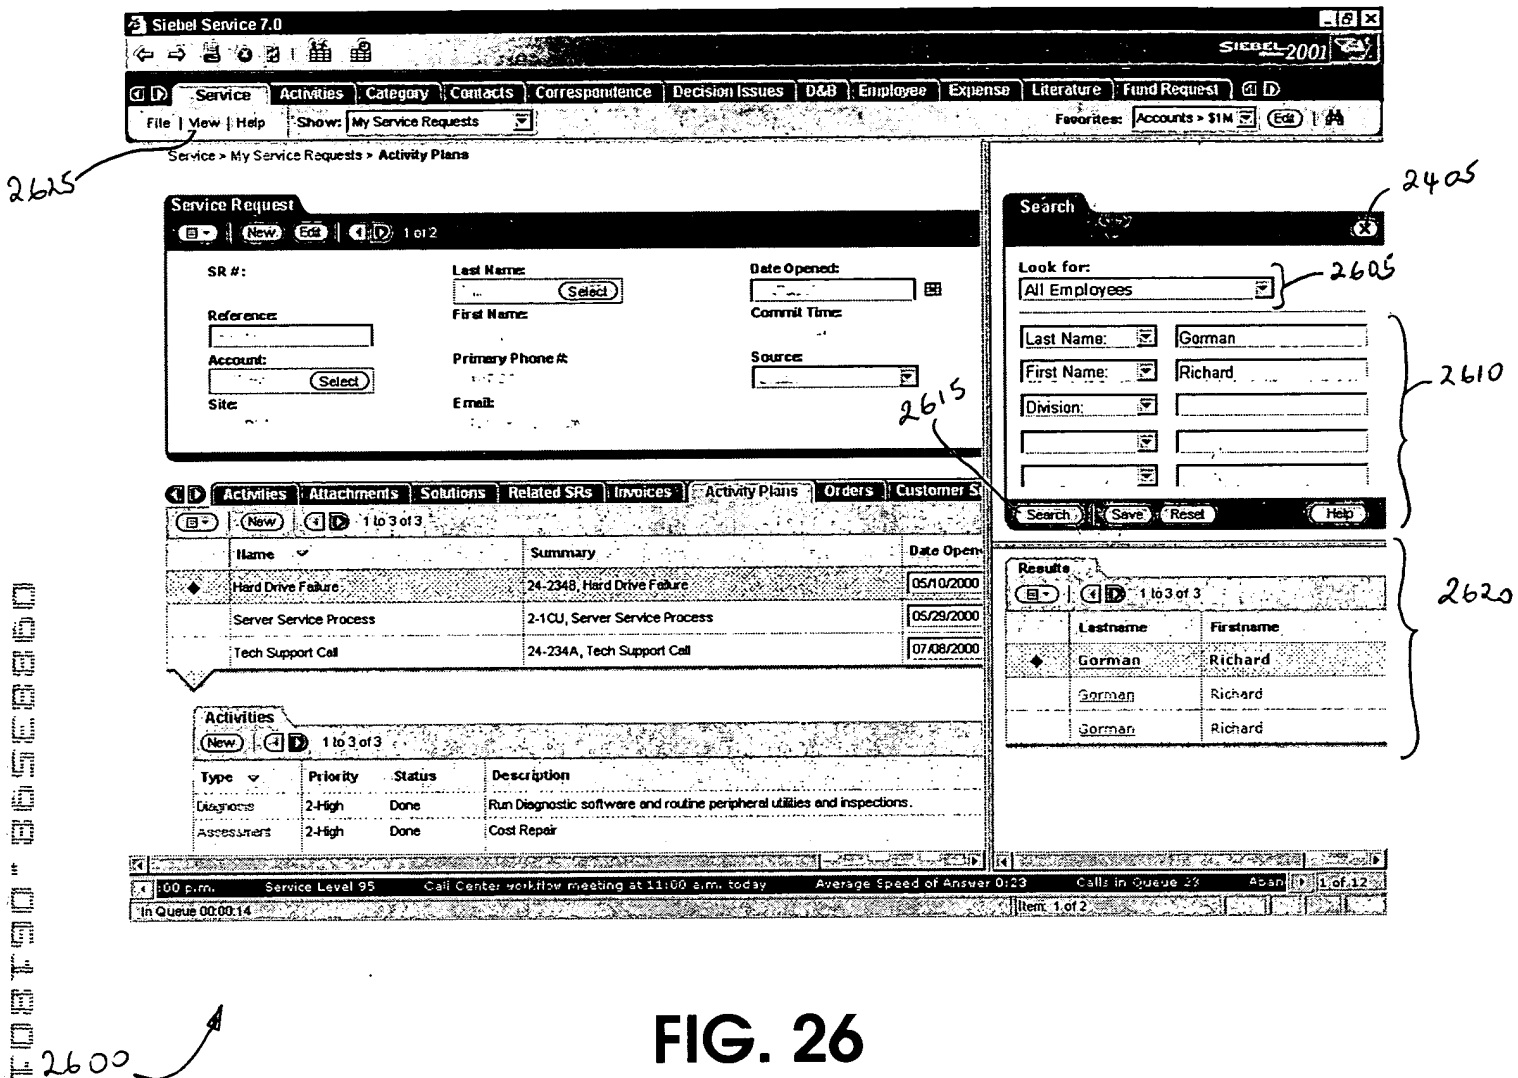 Siebel Service 7.0
SIEBEL 2001
Service Activities Category Contacts Correspondence Decision Issues D&B Employee Expense Literature Fund Request
File | View | Help Show: My Service Requests Favorites: Accounts > $1M Edit
Service > My Service Requests > Activity Plans
2625
2405
Service Request
New Edit 1 of 2
SR #:
Last Name:
Select
Date Opened:
Reference:
First Name:
Commit Time:
Account:
Select
Primary Phone #:
Source:
Site:
Email:
2615
Search
Look for:
All Employees
2605
Last Name: Gorman
First Name: Richard
Division:
2610
Search Save Reset Help
Activities Attachments Solutions Related SRs Invoices Activity Plans Orders Customer S
New 1 to 3 of 3
Name Summary Date Open
Hard Drive Failure 24-234B, Hard Drive Failure 05/10/2000
Server Service Process 2-1CU, Server Service Process 05/29/2000
Tech Support Call 24-234A, Tech Support Call 07/08/2000
Results
1 to 3 of 3
2620
Lastname Firstname
Gorman Richard
Gorman Richard
Gorman Richard
Activities
New 1 to 3 of 3
Type Priority Status Description
Diagnosis 2-High Done Run Diagnostic software and routine peripheral utilities and inspections.
Assessment 2-High Done Cost Repair
:00 p.m. Service Level 95 Call Center workflow meeting at 11:00 a.m. today Average Speed of Answer 0:23 Calls in Queue 23 Aban 1 of 12
In Queue 00:00:14 Item: 1 of 2
2600
FIG. 26